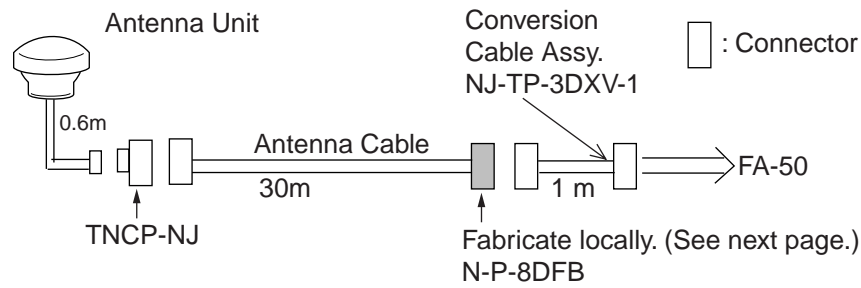 Antenna Unit
Conversion
Cable Assy.
NJ-TP-3DXV-1
: Connector
0.6m
Antenna Cable
30m
1 m
FA-50
TNCP-NJ
Fabricate locally. (See next page.)
N-P-8DFB